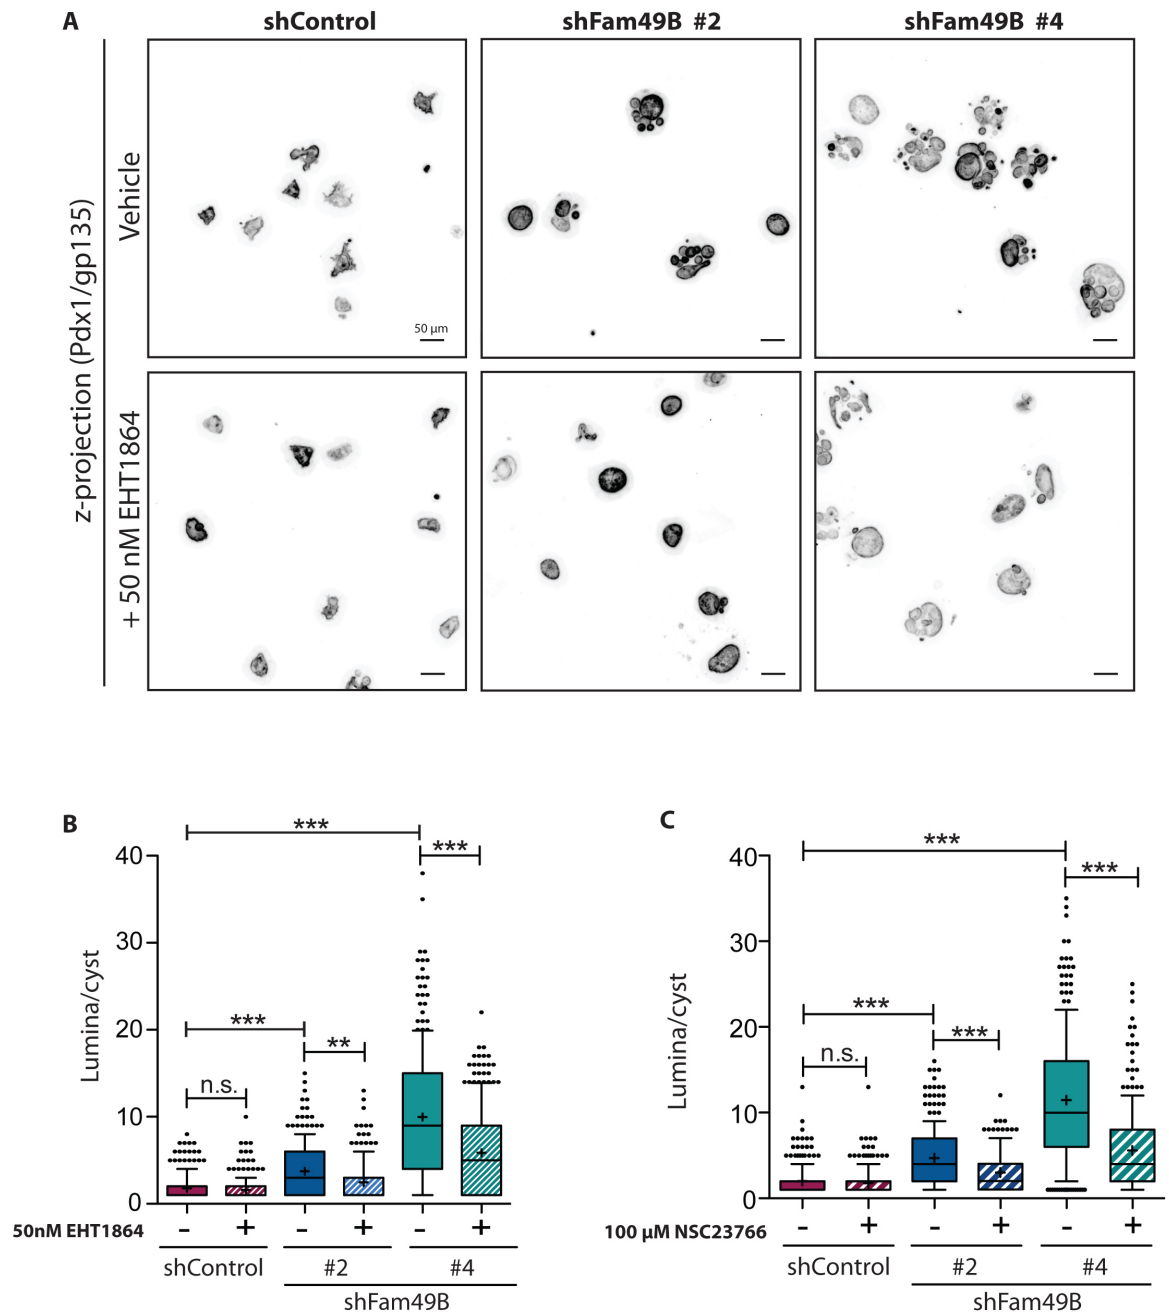 A
shControl
shFam49B #2
shFam49B #4
z-projection (Pdx1/gp135)
Vehicle
50 µm
+ 50 nM EHT1864
B
Lumina/cyst
40
30
20
10
0
***
***
***
**
n.s.
- + - + - +
50nM EHT1864
shControl
#2
#4
shFam49B
C
Lumina/cyst
40
30
20
10
0
***
***
***
***
n.s.
- + - + - +
100 µM NSC23766
shControl
#2
#4
shFam49B